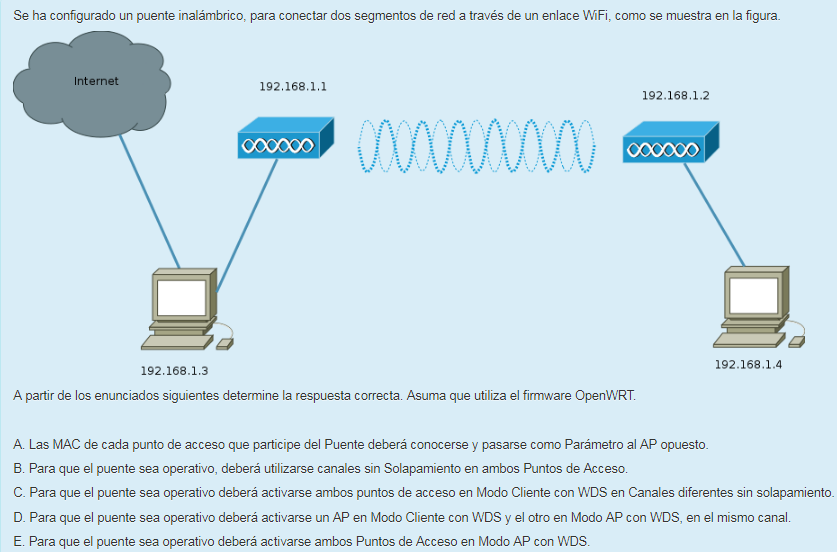 Se ha configurado un puente inalámbrico, para conectar dos segmentos de red a través de un enlace WiFi, como se muestra en la figura.
Internet
192.168.1.1
192.168.1.2
192.168.1.3
192.168.1.4
A partir de los enunciados siguientes determine la respuesta correcta. Asuma que utiliza el firmware OpenWRT.
A. Las MAC de cada punto de acceso que participe del Puente deberá conocerse y pasarse como Parámetro al AP opuesto.
B. Para que el puente sea operativo, deberá utilizarse canales sin Solapamiento en ambos Puntos de Acceso.
C. Para que el puente sea operativo deberá activarse ambos puntos de acceso en Modo Cliente con WDS en Canales diferentes sin solapamiento.
D. Para que el puente sea operativo deberá activarse un AP en Modo Cliente con WDS y el otro en Modo AP con WDS, en el mismo canal.
E. Para que el puente sea operativo deberá activarse ambos Puntos de Acceso en Modo AP con WDS.